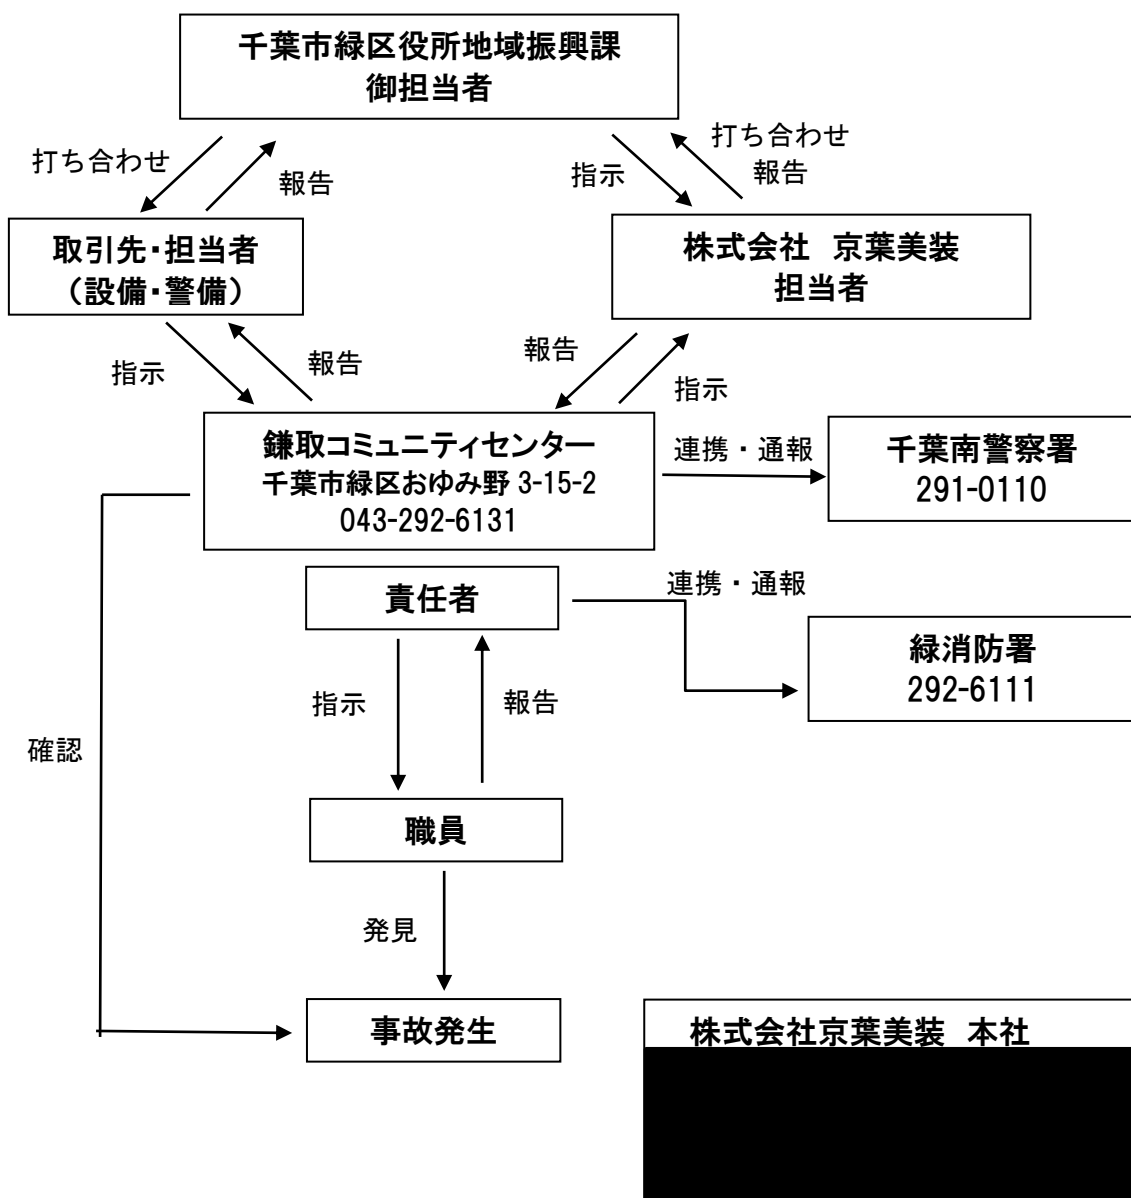 千葉市緑区役所地域振興課
御担当者
打ち合わせ
報告
指示
打ち合わせ
報告
取引先・担当者
（設備・警備）
株式会社　京葉美装
担当者
指示
報告
報告
指示
鎌取コミュニティセンター
千葉市緑区おゆみ野 3-15-2
043-292-6131
連携・通報
千葉南警察署
291-0110
責任者
連携・通報
緑消防署
292-6111
指示
報告
確認
職員
発見
事故発生
株式会社京葉美装　本社